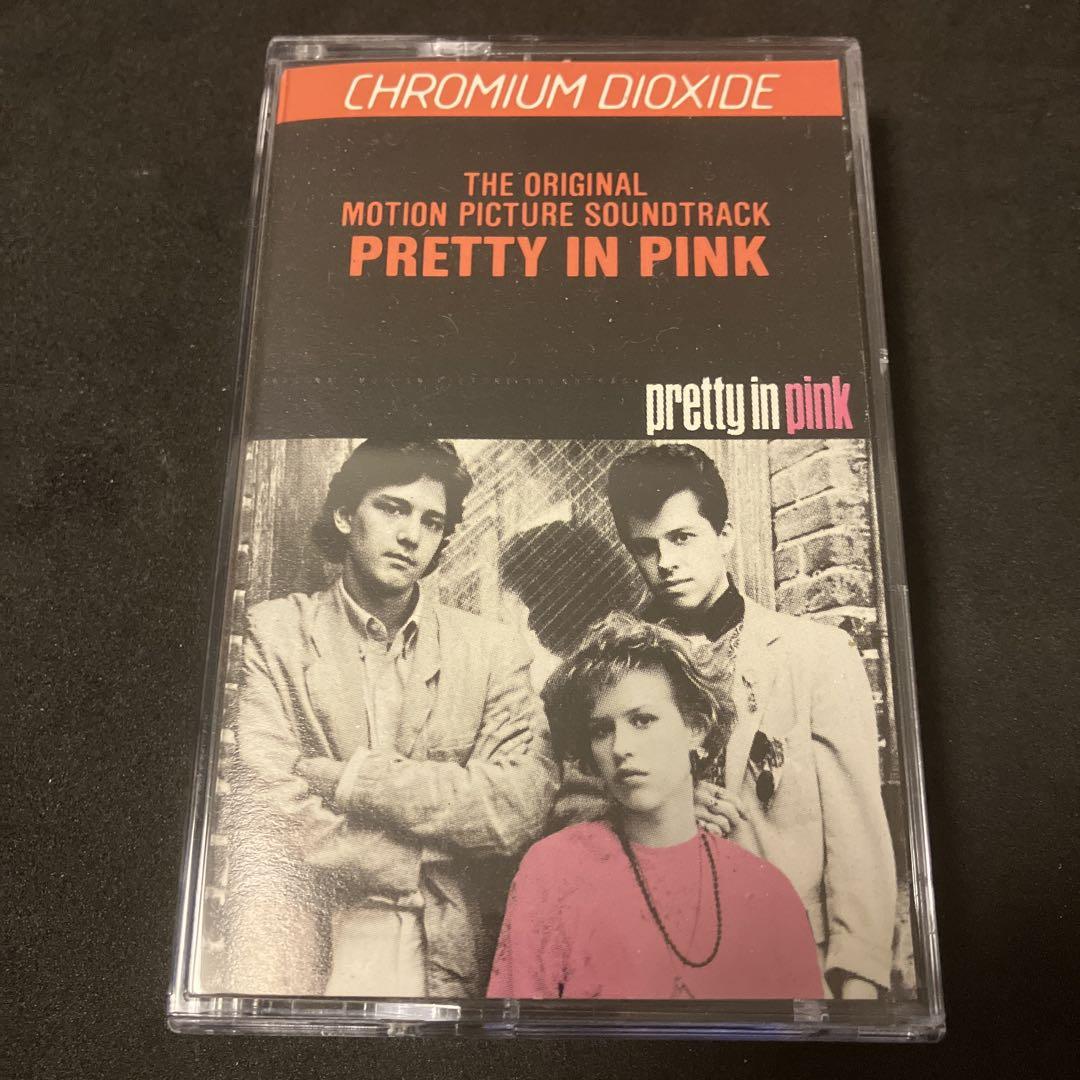 CHROMIUM DIOXIDE
THE ORIGINAL
MOTION PICTURE SOUNDTRACK
PRETTY IN PINK
pretty in pink